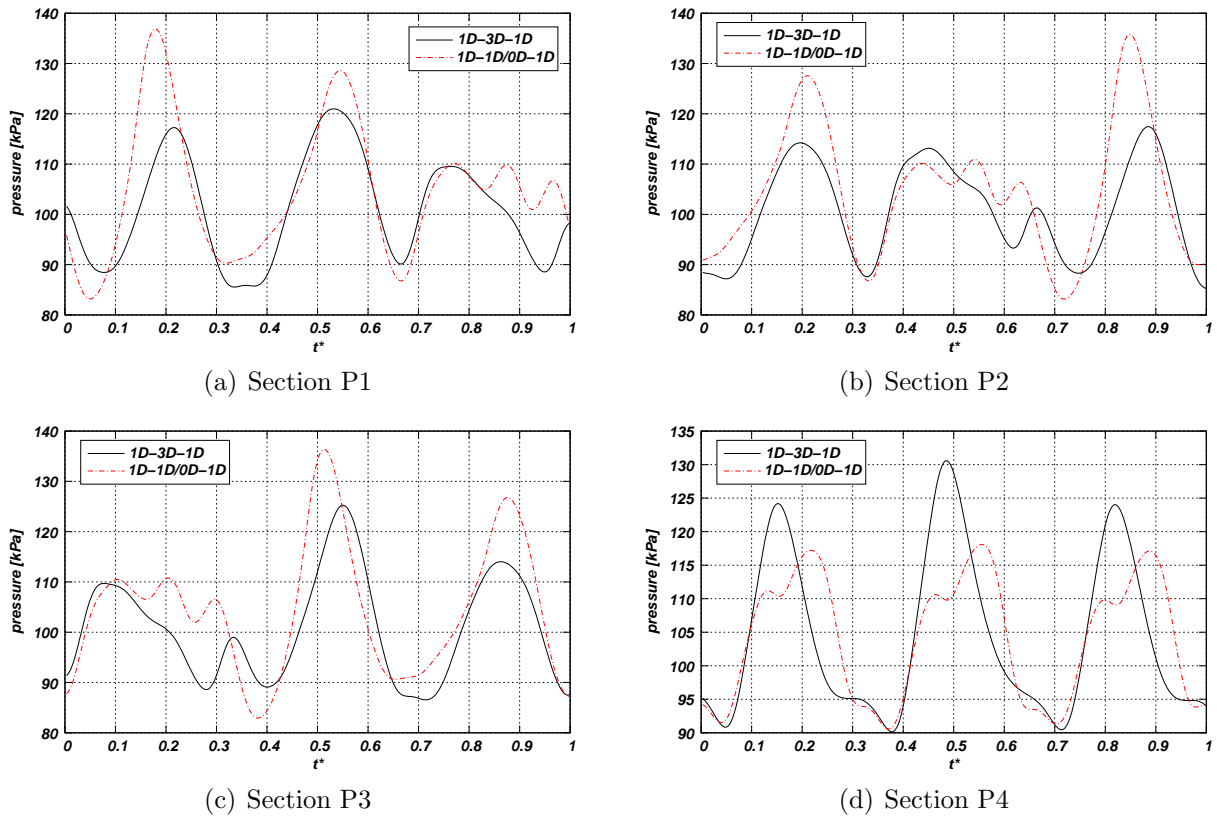 140
130
120
110
100
90
80
pressure [kPa]
1D–3D–1D
1D–1D/0D–1D
0 0.1 0.2 0.3 0.4 0.5 0.6 0.7 0.8 0.9 1
t*
(a) Section P1
140
130
120
110
100
90
80
pressure [kPa]
1D–3D–1D
1D–1D/0D–1D
0 0.1 0.2 0.3 0.4 0.5 0.6 0.7 0.8 0.9 1
t*
(b) Section P2
140
130
120
110
100
90
80
pressure [kPa]
1D–3D–1D
1D–1D/0D–1D
0 0.1 0.2 0.3 0.4 0.5 0.6 0.7 0.8 0.9 1
t*
(c) Section P3
135
130
125
120
115
110
105
100
95
90
pressure [kPa]
1D–3D–1D
1D–1D/0D–1D
0 0.1 0.2 0.3 0.4 0.5 0.6 0.7 0.8 0.9 1
t*
(d) Section P4